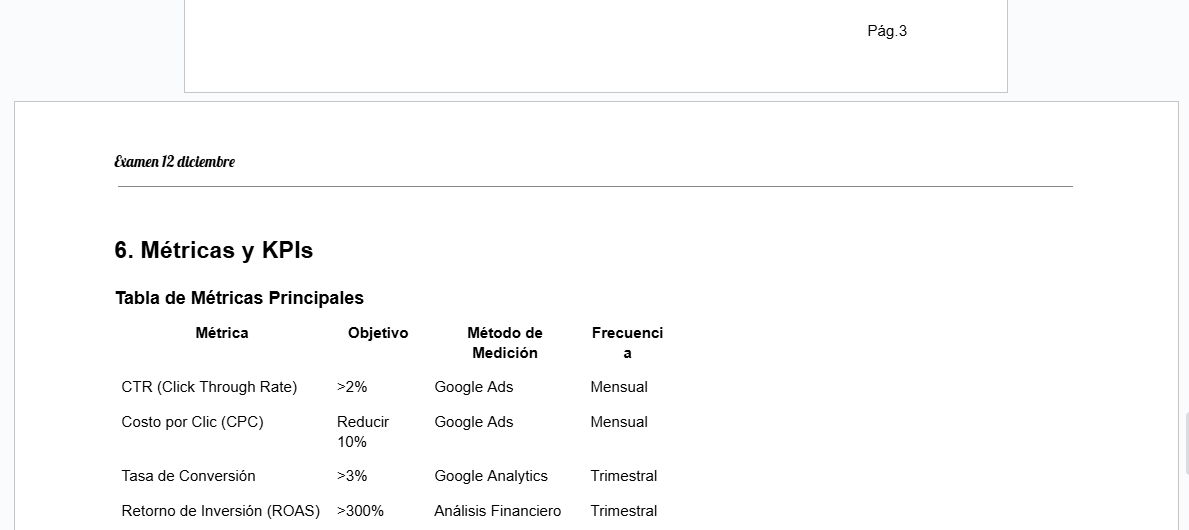 Pág.3
Examen 12 diciembre
6. Métricas y KPIs
Tabla de Métricas Principales
Métrica Objetivo Método de Medición Frecuencia
CTR (Click Through Rate) >2% Google Ads Mensual
Costo por Clic (CPC) Reducir 10% Google Ads Mensual
Tasa de Conversión >3% Google Analytics Trimestral
Retorno de Inversión (ROAS) >300% Análisis Financiero Trimestral